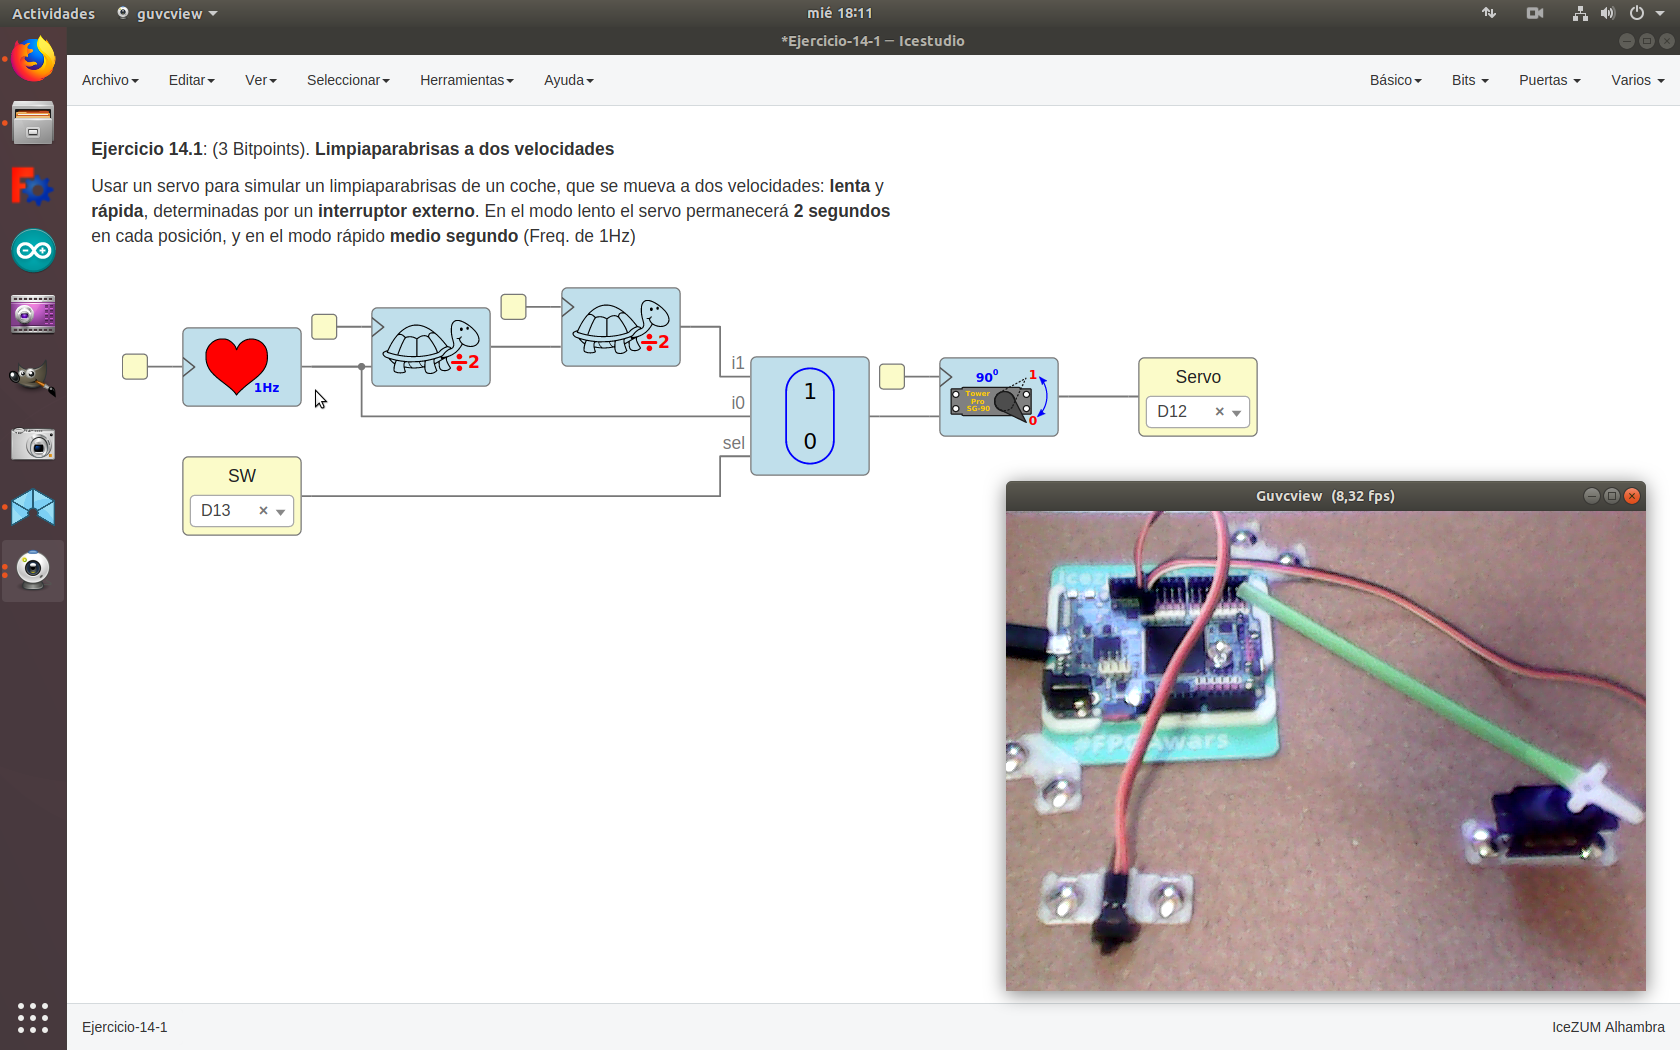 Actividades
guvcview
mié 18:11
*Ejercicio-14-1 — Icestudio
Archivo
Editar
Ver
Seleccionar
Herramientas
Ayuda
Básico
Bits
Puertas
Varios
Ejercicio 14.1: (3 Bitpoints). Limpiaparabrisas a dos velocidades
Usar un servo para simular un limpiaparabrisas de un coche, que se mueva a dos velocidades: lenta y
rápida, determinadas por un interruptor externo. En el modo lento el servo permanecerá 2 segundos
en cada posición, y en el modo rápido medio segundo (Freq. de 1Hz)
1Hz
÷2
÷2
i1
i0
sel
1
0
90⁰
1
Tower
Pro
SG-90
0
Servo
D12 ×
SW
D13 ×
Guvcview (8,32 fps)
@FPGAwars
Ejercicio-14-1
IceZUM Alhambra